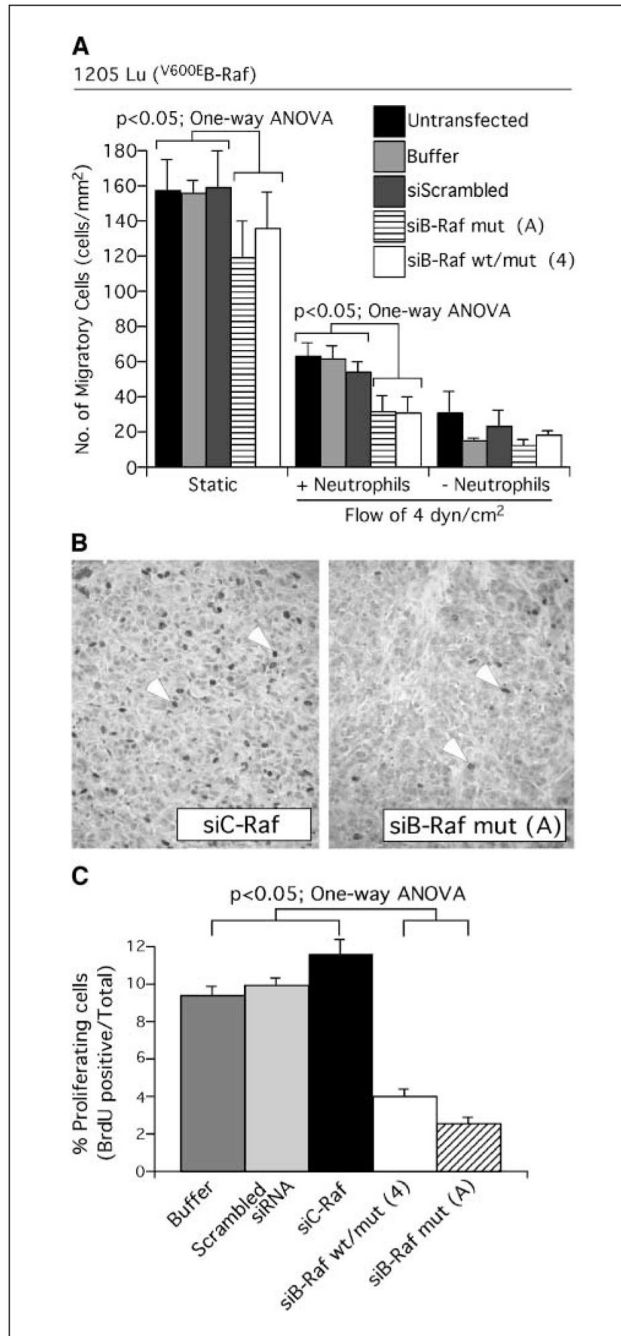 A
1205 Lu (V600EB-Raf)
p<0.05; One-way ANOVA
Untransfected
Buffer
siScrambled
siB-Raf mut (A)
siB-Raf wt/mut (4)
No. of Migratory Cells (cells/mm2)
180
160
140
120
100
80
60
40
20
0
p<0.05; One-way ANOVA
Static
+ Neutrophils
- Neutrophils
Flow of 4 dyn/cm2
B
siC-Raf
siB-Raf mut (A)
C
p<0.05; One-way ANOVA
% Proliferating cells
(BrdU positive/Total)
12
10
8
6
4
2
0
Buffer
Scrambled
siRNA
siC-Raf
siB-Raf wt/mut (4)
siB-Raf mut (A)